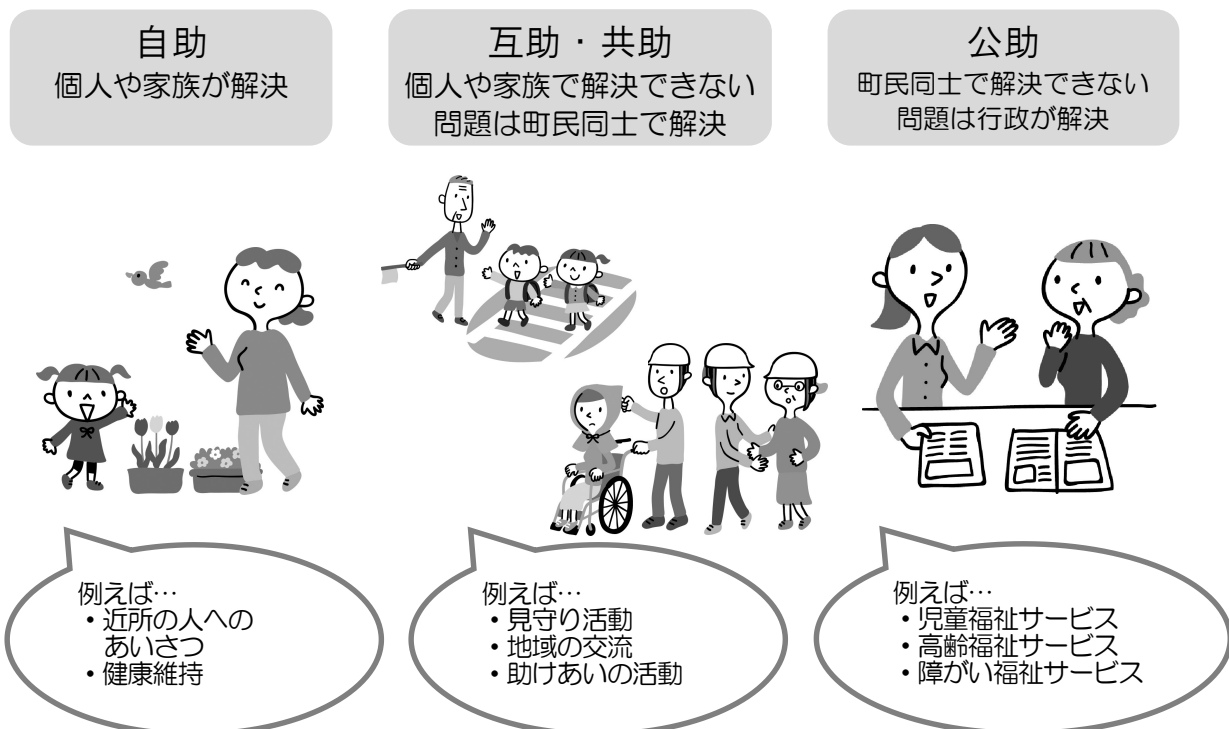 自助
個人や家族が解決
互助・共助
個人や家族で解決できない
問題は町民同士で解決
公助
町民同士で解決できない
問題は行政が解決
例えば…
・近所の人への
あいさつ
・健康維持
例えば…
・見守り活動
・地域の交流
・助けあいの活動
例えば…
・児童福祉サービス
・高齢福祉サービス
・障がい福祉サービス